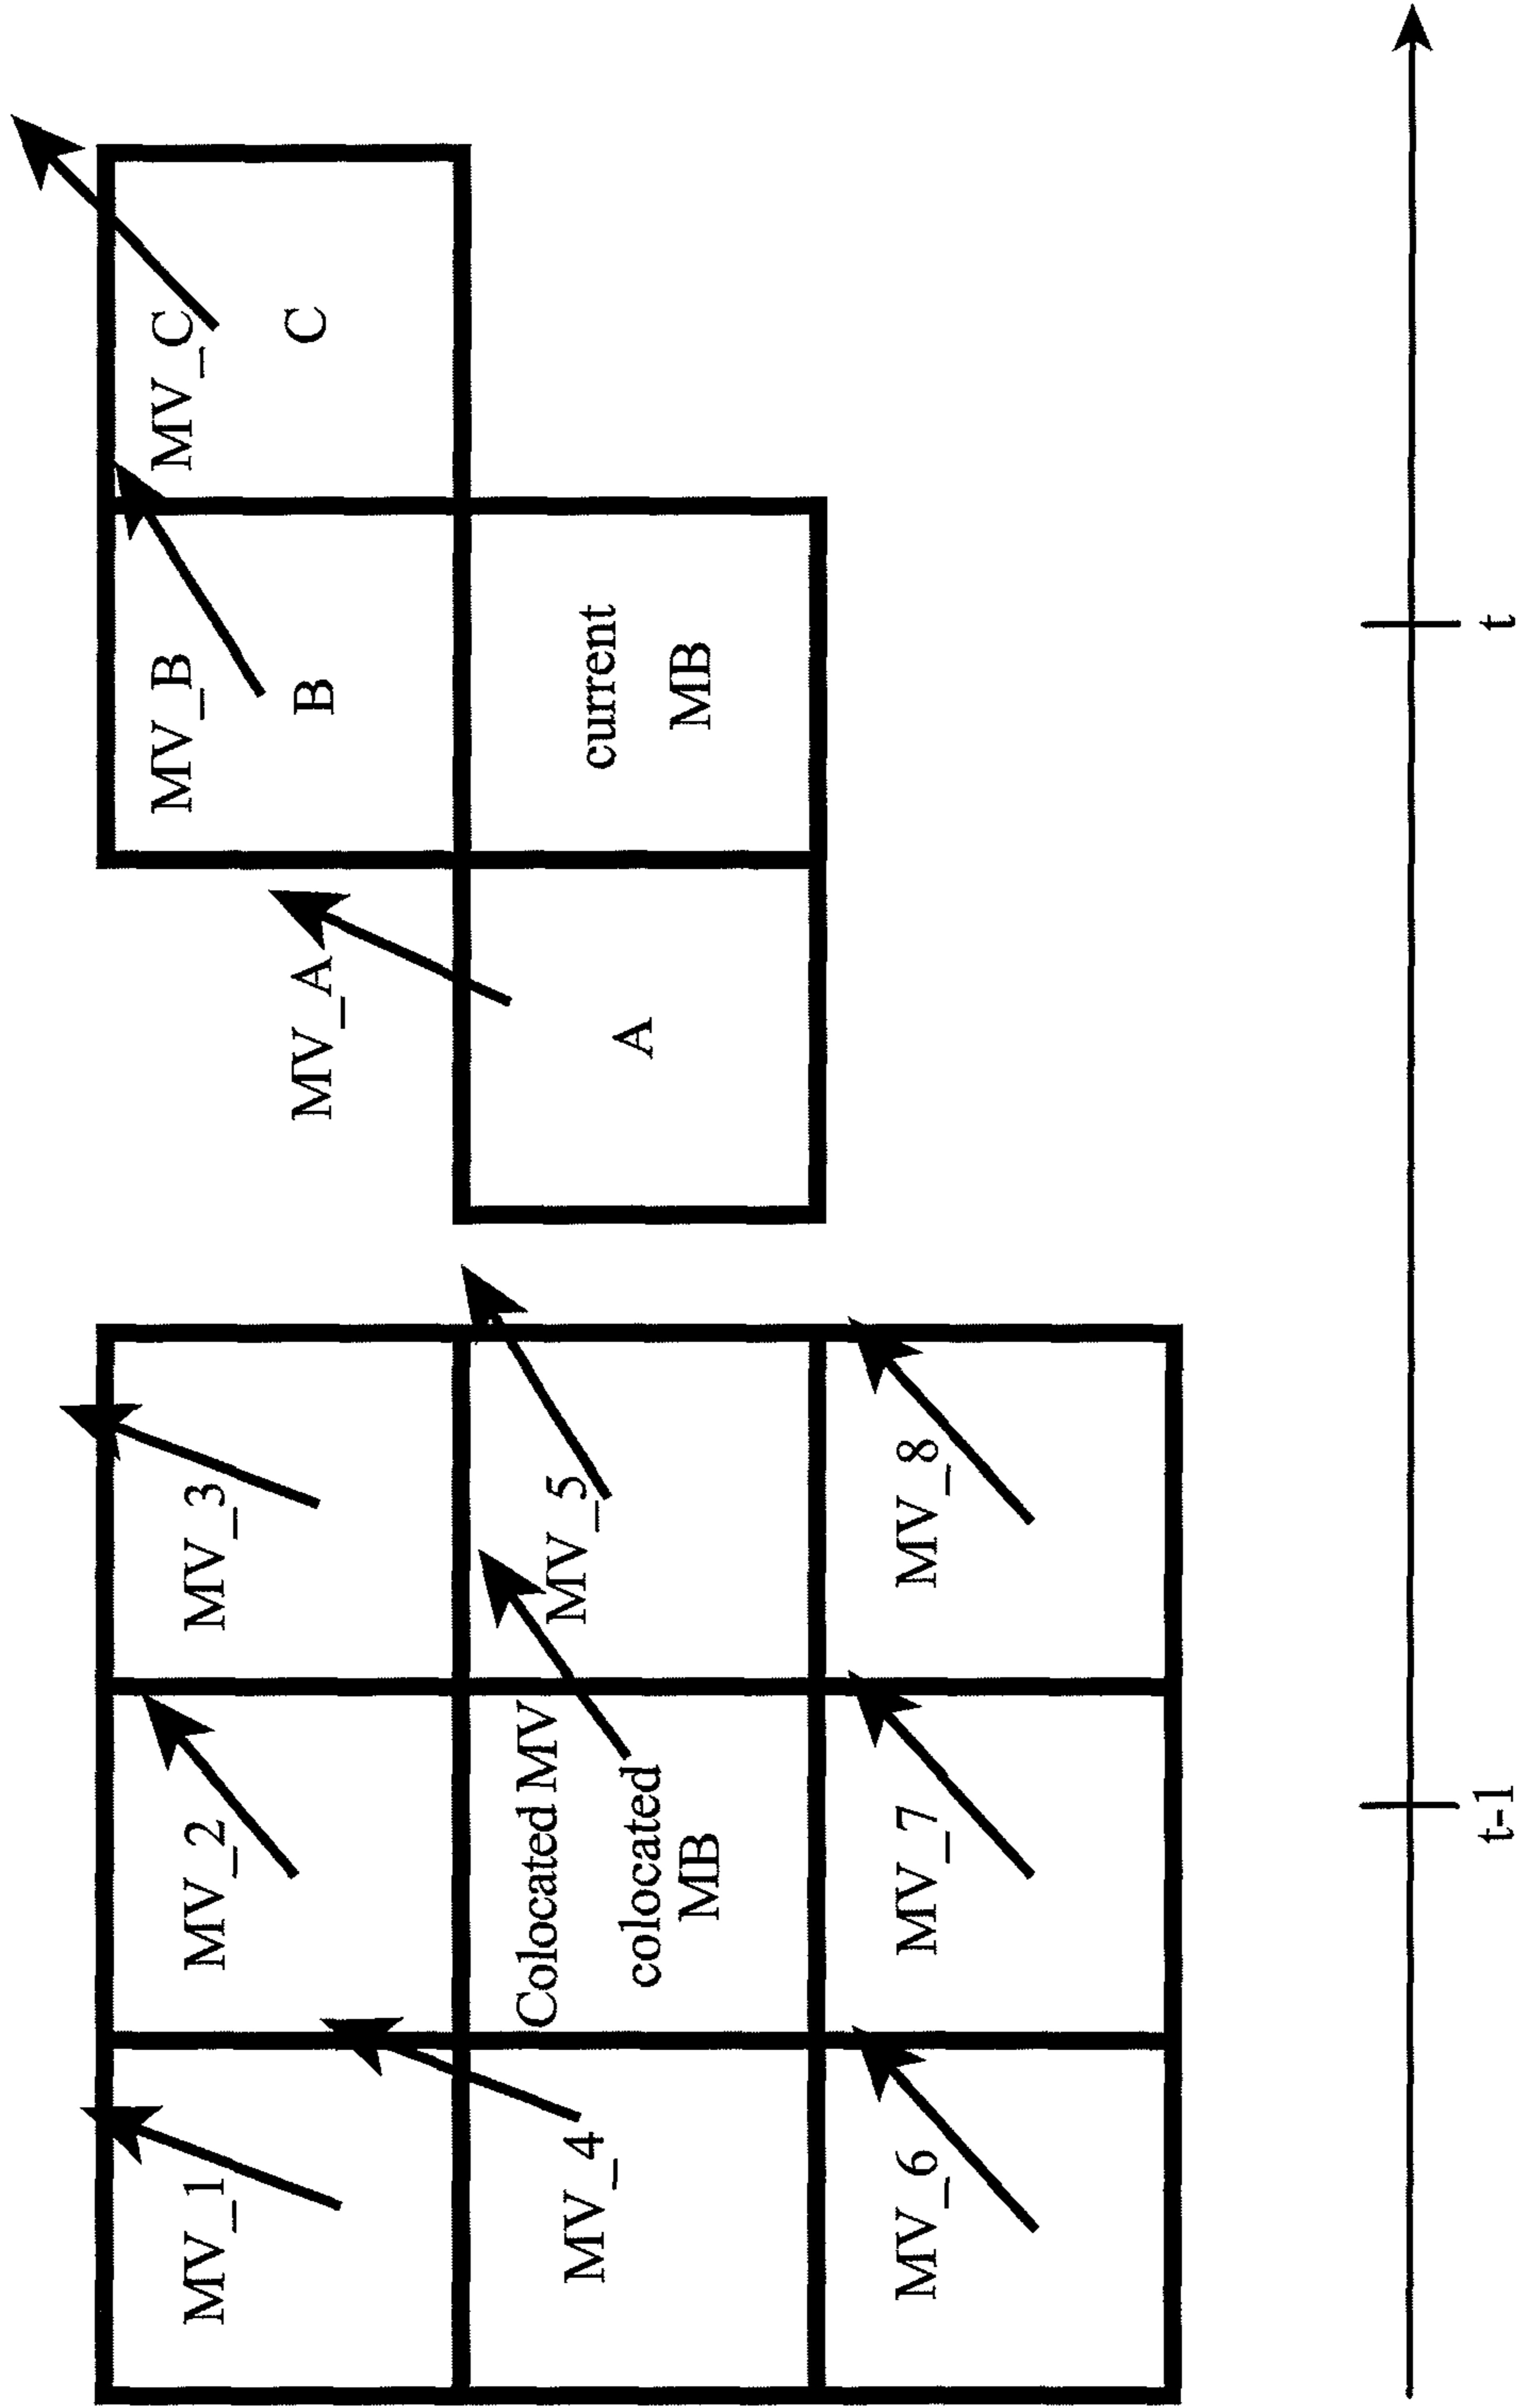 MV_1
MV_2
MV_3
MV_4
Colocated MV
colocated
MB
MV_5
MV_6
MV_7
MV_8
MV_A
A
MV_B
B
MV_C
C
current
MB
t-1
t